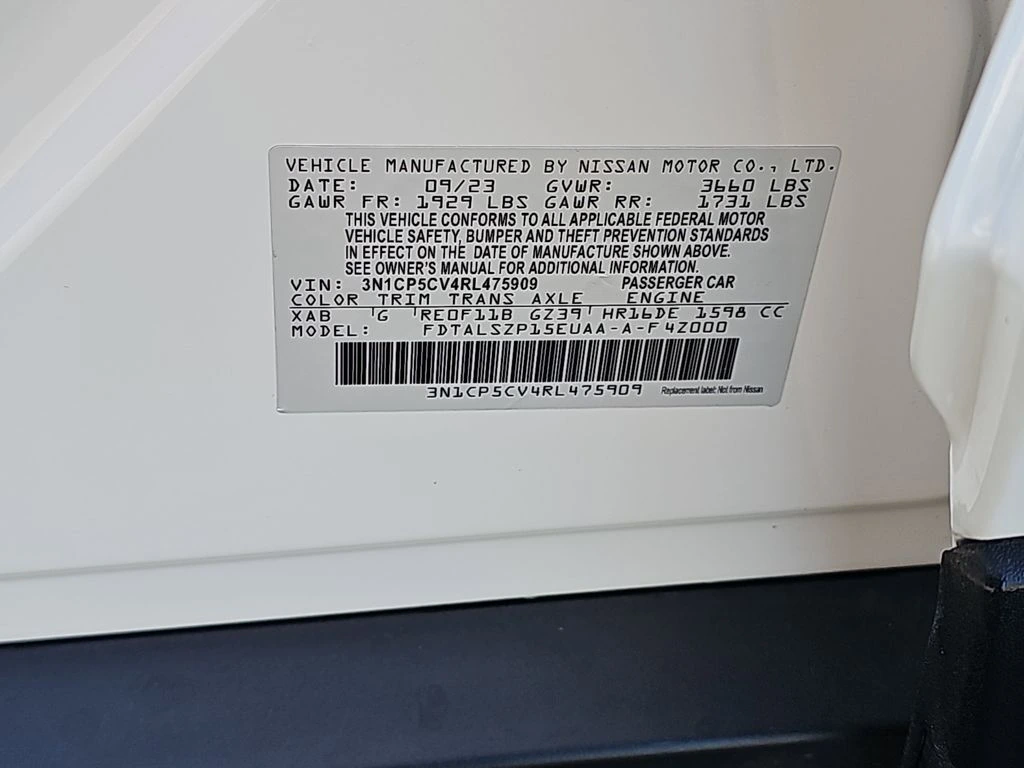 VEHICLE MANUFACTURED BY NISSAN MOTOR CO., LTD.
DATE: 09/23 GVWR: 3660 LBS
GAWR FR: 1929 LBS GAWR RR: 1731 LBS
THIS VEHICLE CONFORMS TO ALL APPLICABLE FEDERAL MOTOR
VEHICLE SAFETY, BUMPER AND THEFT PREVENTION STANDARDS
IN EFFECT ON THE DATE OF MANUFACTURE SHOWN ABOVE.
SEE OWNER'S MANUAL FOR ADDITIONAL INFORMATION.
VIN: 3N1CP5CV4RL475909 PASSENGER CAR
COLOR TRIM TRANS AXLE ENGINE
XAB 'G 'RE0F11B GZ39' HR16DE 1598 CC
MODEL: FDTALSZP15EUAA-A-F4Z000
3N1CP5CV4RL475909 Replacement label: Not from Nissan